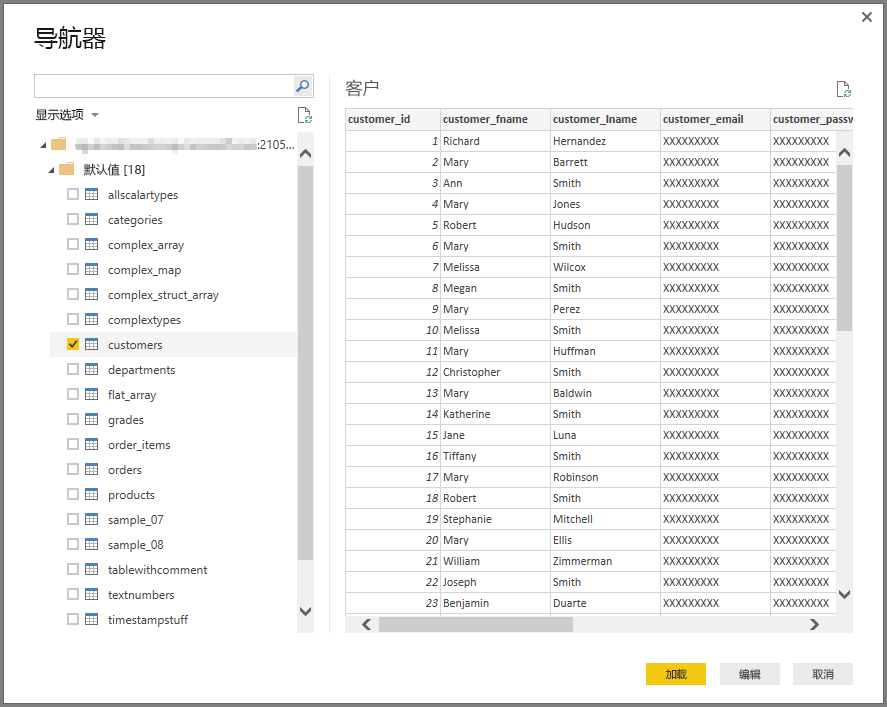 导航器
显示选项
:2105...
默认值 [18]
allscalartypes
categories
complex_array
complex_map
complex_struct_array
complextypes
customers
departments
flat_array
grades
order_items
orders
products
sample_07
sample_08
tablewithcomment
textnumbers
timestampstuff
客户
customer_id customer_fname customer_lname customer_email customer_passw
1 Richard Hernandez XXXXXXXXX XXXXXXXXX
2 Mary Barrett XXXXXXXXX XXXXXXXXX
3 Ann Smith XXXXXXXXX XXXXXXXXX
4 Mary Jones XXXXXXXXX XXXXXXXXX
5 Robert Hudson XXXXXXXXX XXXXXXXXX
6 Mary Smith XXXXXXXXX XXXXXXXXX
7 Melissa Wilcox XXXXXXXXX XXXXXXXXX
8 Megan Smith XXXXXXXXX XXXXXXXXX
9 Mary Perez XXXXXXXXX XXXXXXXXX
10 Melissa Smith XXXXXXXXX XXXXXXXXX
11 Mary Huffman XXXXXXXXX XXXXXXXXX
12 Christopher Smith XXXXXXXXX XXXXXXXXX
13 Mary Baldwin XXXXXXXXX XXXXXXXXX
14 Katherine Smith XXXXXXXXX XXXXXXXXX
15 Jane Luna XXXXXXXXX XXXXXXXXX
16 Tiffany Smith XXXXXXXXX XXXXXXXXX
17 Mary Robinson XXXXXXXXX XXXXXXXXX
18 Robert Smith XXXXXXXXX XXXXXXXXX
19 Stephanie Mitchell XXXXXXXXX XXXXXXXXX
20 Mary Ellis XXXXXXXXX XXXXXXXXX
21 William Zimmerman XXXXXXXXX XXXXXXXXX
22 Joseph Smith XXXXXXXXX XXXXXXXXX
23 Benjamin Duarte XXXXXXXXX XXXXXXXXX
加载 编辑 取消